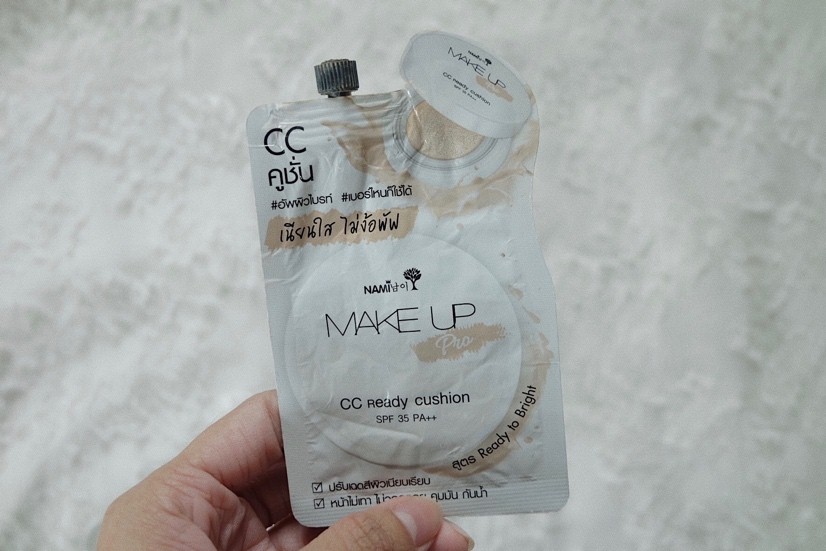 NAMI
MAKE UP
CC Ready cushion
CC
คูชั่น
#อัพผิวไบรท์ #เบอร์ไหนก็ใช้ได้
เนียนใส ไม่ง้อพัฟ
NAMI 남이
MAKE UP
Pro
CC Ready cushion
SPF 35 PA++
สูตร Ready to Bright
ปรับเฉดสีผิวเนียบเรียบ
หน้าไม่เทา คุมมัน กันน้ำ